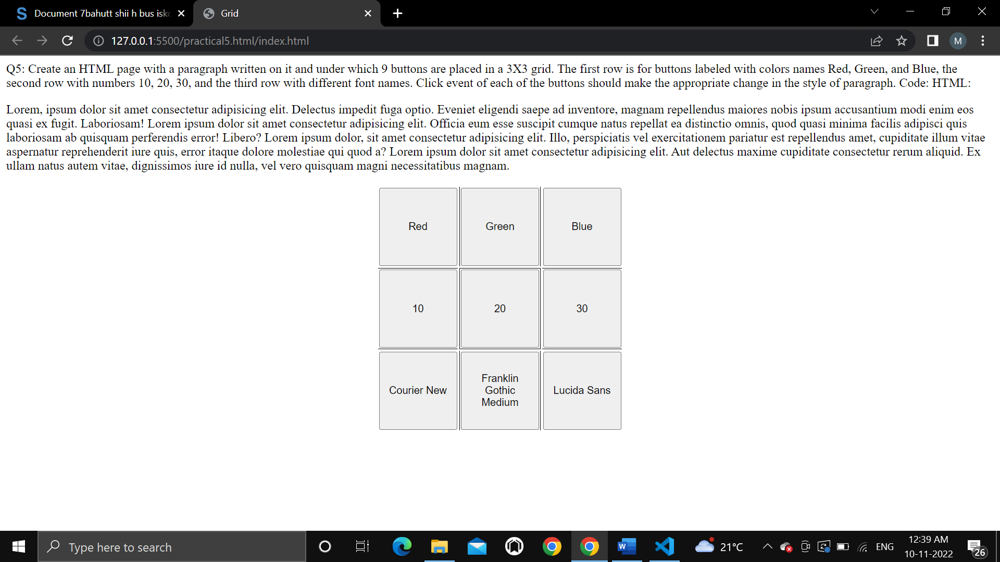 Document 7bahutt shii h bus isk
Grid
127.0.0.1:5500/practical5.html/index.html
M
Q5: Create an HTML page with a paragraph written on it and under which 9 buttons are placed in a 3X3 grid. The first row is for buttons labeled with colors names Red, Green, and Blue, the
second row with numbers 10, 20, 30, and the third row with different font names. Click event of each of the buttons should make the appropriate change in the style of paragraph. Code: HTML:
Lorem, ipsum dolor sit amet consectetur adipisicing elit. Delectus impedit fuga optio. Eveniet eligendi saepe ad inventore, magnam repellendus maiores nobis ipsum accusantium modi enim eos
quasi ex fugit. Laboriosam! Lorem ipsum dolor sit amet consectetur adipisicing elit. Officia eum esse suscipit cumque natus repellat ea distinctio omnis, quod quasi minima facilis adipisci quis
laboriosam ab quisquam perferendis error! Libero? Lorem ipsum dolor, sit amet consectetur adipisicing elit. Illo, perspiciatis vel exercitationem pariatur est repellendus amet, cupiditate illum vitae
aspernatur reprehenderit iure quis, error itaque dolore molestiae qui quod a? Lorem ipsum dolor sit amet consectetur adipisicing elit. Aut delectus maxime cupiditate consectetur rerum aliquid. Ex
ullam natus autem vitae, dignissimos iure id nulla, vel vero quisquam magni necessitatibus magnam.
Red
Green
Blue
10
20
30
Courier New
Franklin
Gothic
Medium
Lucida Sans
Type here to search
W
21°C
ENG
12:39 AM
10-11-2022
26